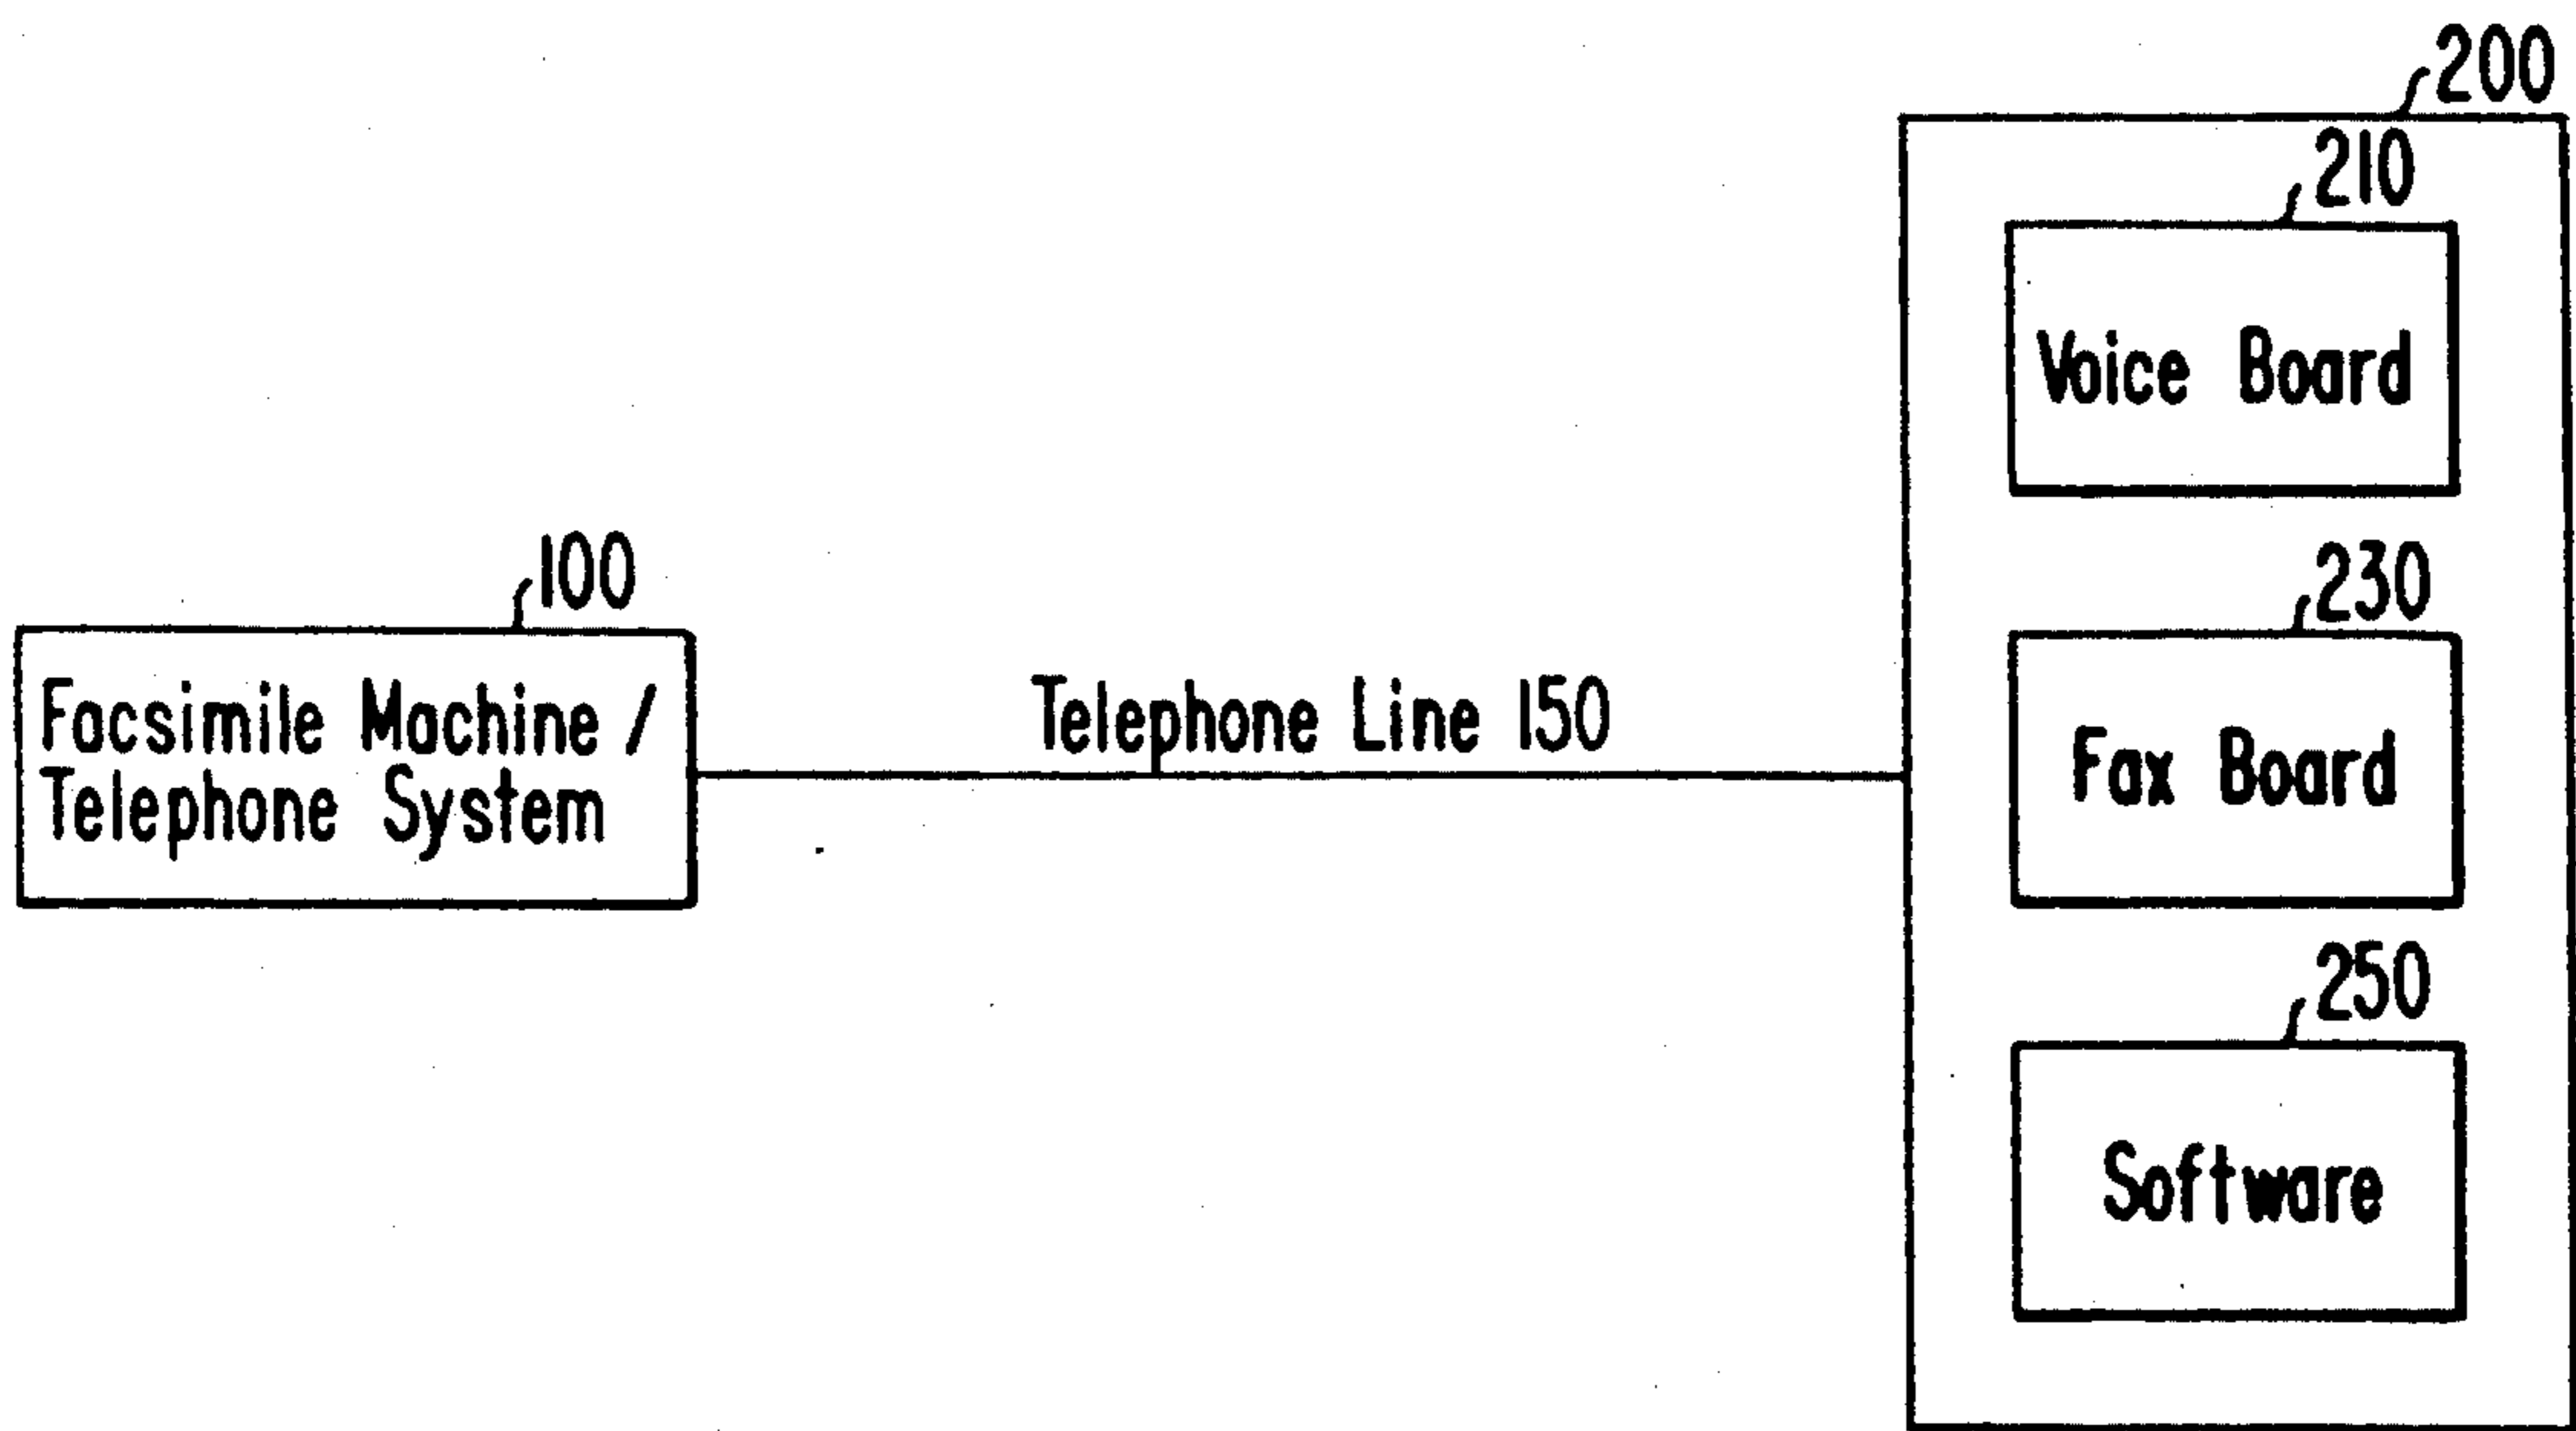 200
210
Voice Board
100
Facsimile Machine /
Telephone System
Telephone Line 150
230
Fax Board
250
Software